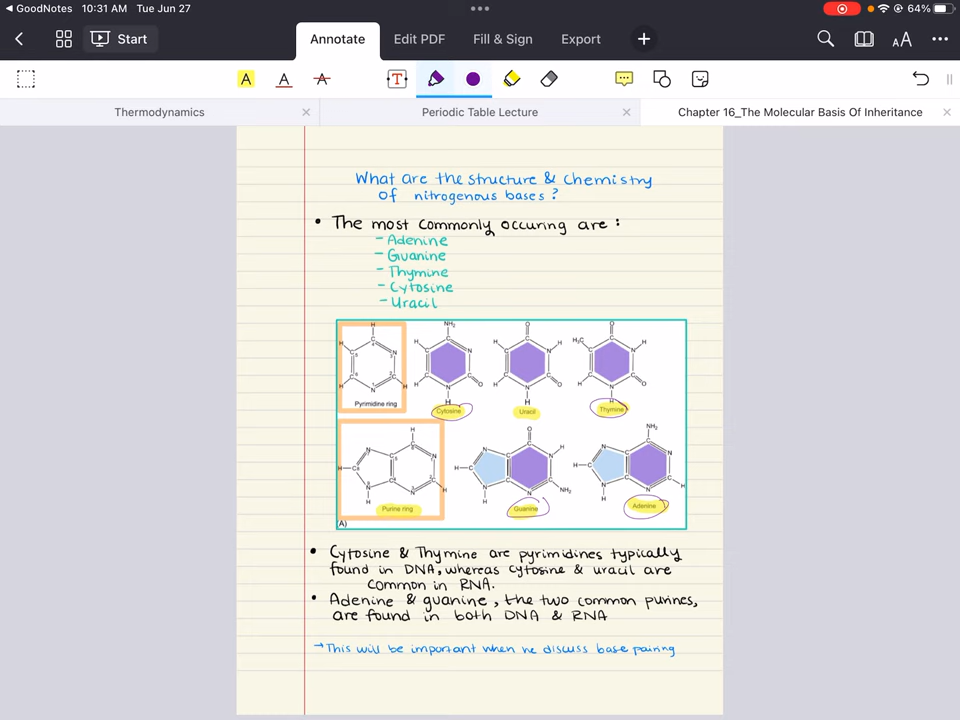 GoodNotes 10:31 AM Tue Jun 27 64%
Start Annotate Edit PDF Fill & Sign Export
A A A T AA
Thermodynamics Periodic Table Lecture Chapter 16_The Molecular Basis Of Inheritance
What are the structure & chemistry
of nitrogenous bases?
• The most commonly occuring are:
- Adenine
- Guanine
- Thymine
- Cytosine
- Uracil
Pyrimidine ring
Cytosine Uracil Thymine
Purine ring Guanine Adenine
(A)
• Cytosine & Thymine are pyrimidines typically
found in DNA, whereas cytosine & uracil are
common in RNA.
• Adenine & guanine, the two common purines,
are found in both DNA & RNA
→This will be important when we discuss base pairing